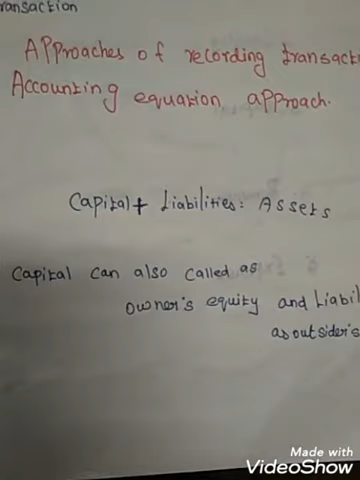 ransaction
Approaches of recording transacti
Accounting equation approach.
Capital + Liabilities: Assets
Capital can also called as
owner's equity and Liabil
as outsider's
Made with
VideoShow